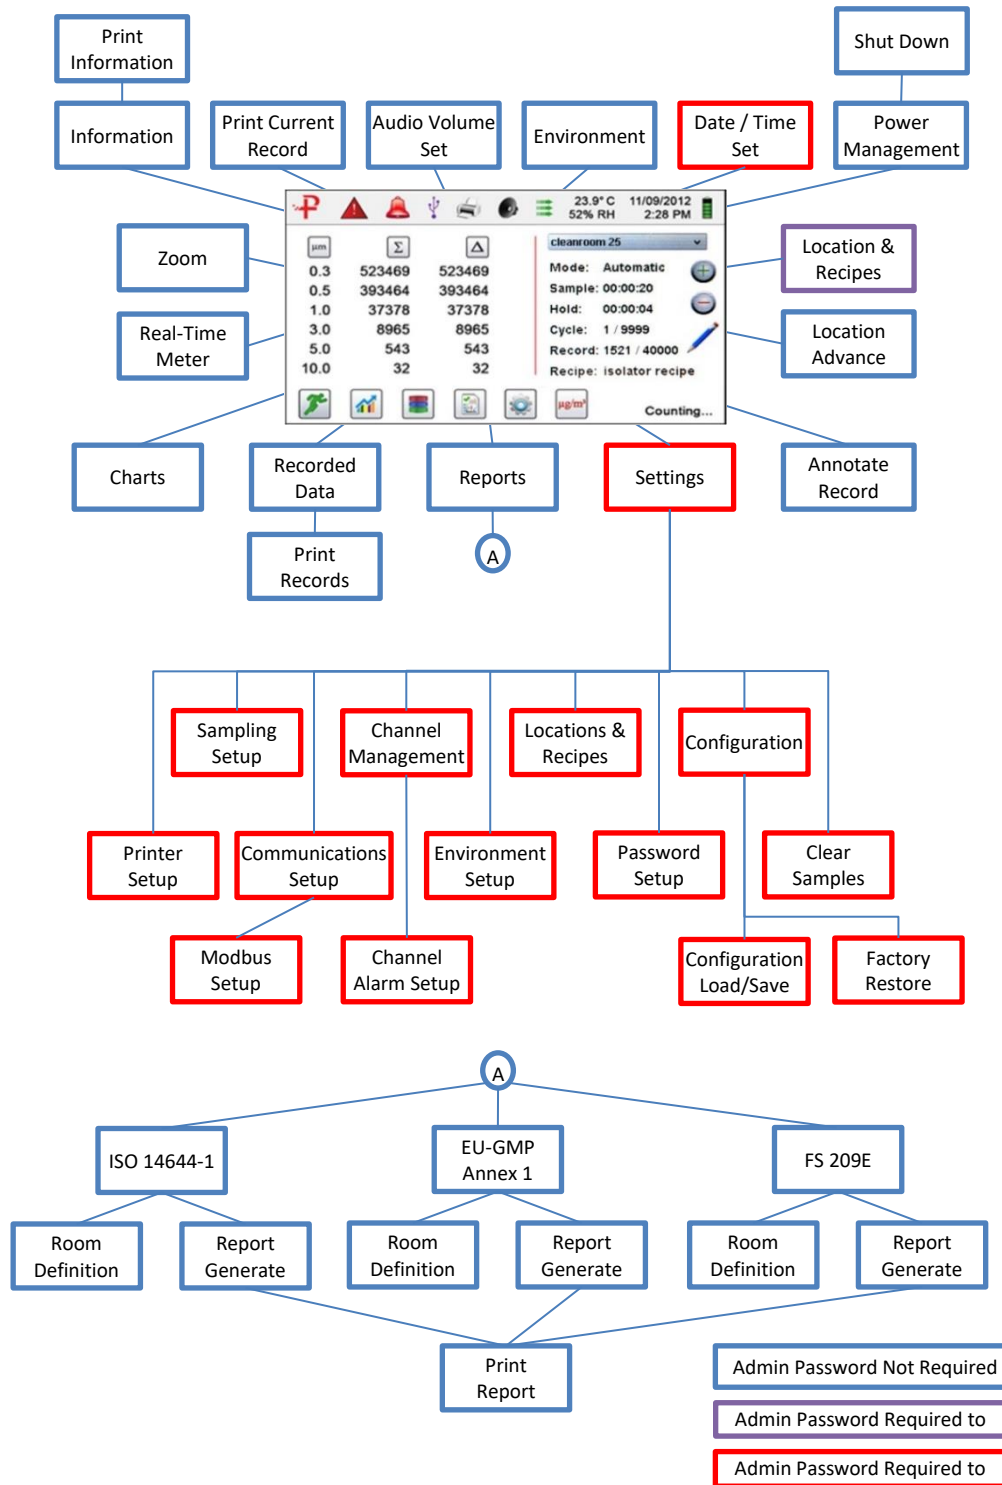 Print
Information
Shut Down
Information
Print Current
Record
Audio Volume
Set
Environment
Date / Time
Set
Power
Management
P
23.9° C
52% RH
11/09/2012
2:28 PM
Zoom
Real-Time
Meter
µm
Σ
Δ
0.3 523469 523469
0.5 393464 393464
1.0 37378 37378
3.0 8965 8965
5.0 543 543
10.0 32 32
cleanroom 25
Mode: Automatic
Sample: 00:00:20
Hold: 00:00:04
Cycle: 1 / 9999
Record: 1521 / 40000
Recipe: isolator recipe
µg/m³
Counting...
Location &
Recipes
Location
Advance
Charts
Recorded
Data
Reports
Settings
Annotate
Record
Print
Records
A
Sampling
Setup
Channel
Management
Locations &
Recipes
Configuration
Printer
Setup
Communications
Setup
Environment
Setup
Password
Setup
Clear
Samples
Modbus
Setup
Channel
Alarm Setup
Configuration
Load/Save
Factory
Restore
A
ISO 14644-1
EU-GMP
Annex 1
FS 209E
Room
Definition
Report
Generate
Room
Definition
Report
Generate
Room
Definition
Report
Generate
Print
Report
Admin Password Not Required
Admin Password Required to
Admin Password Required to